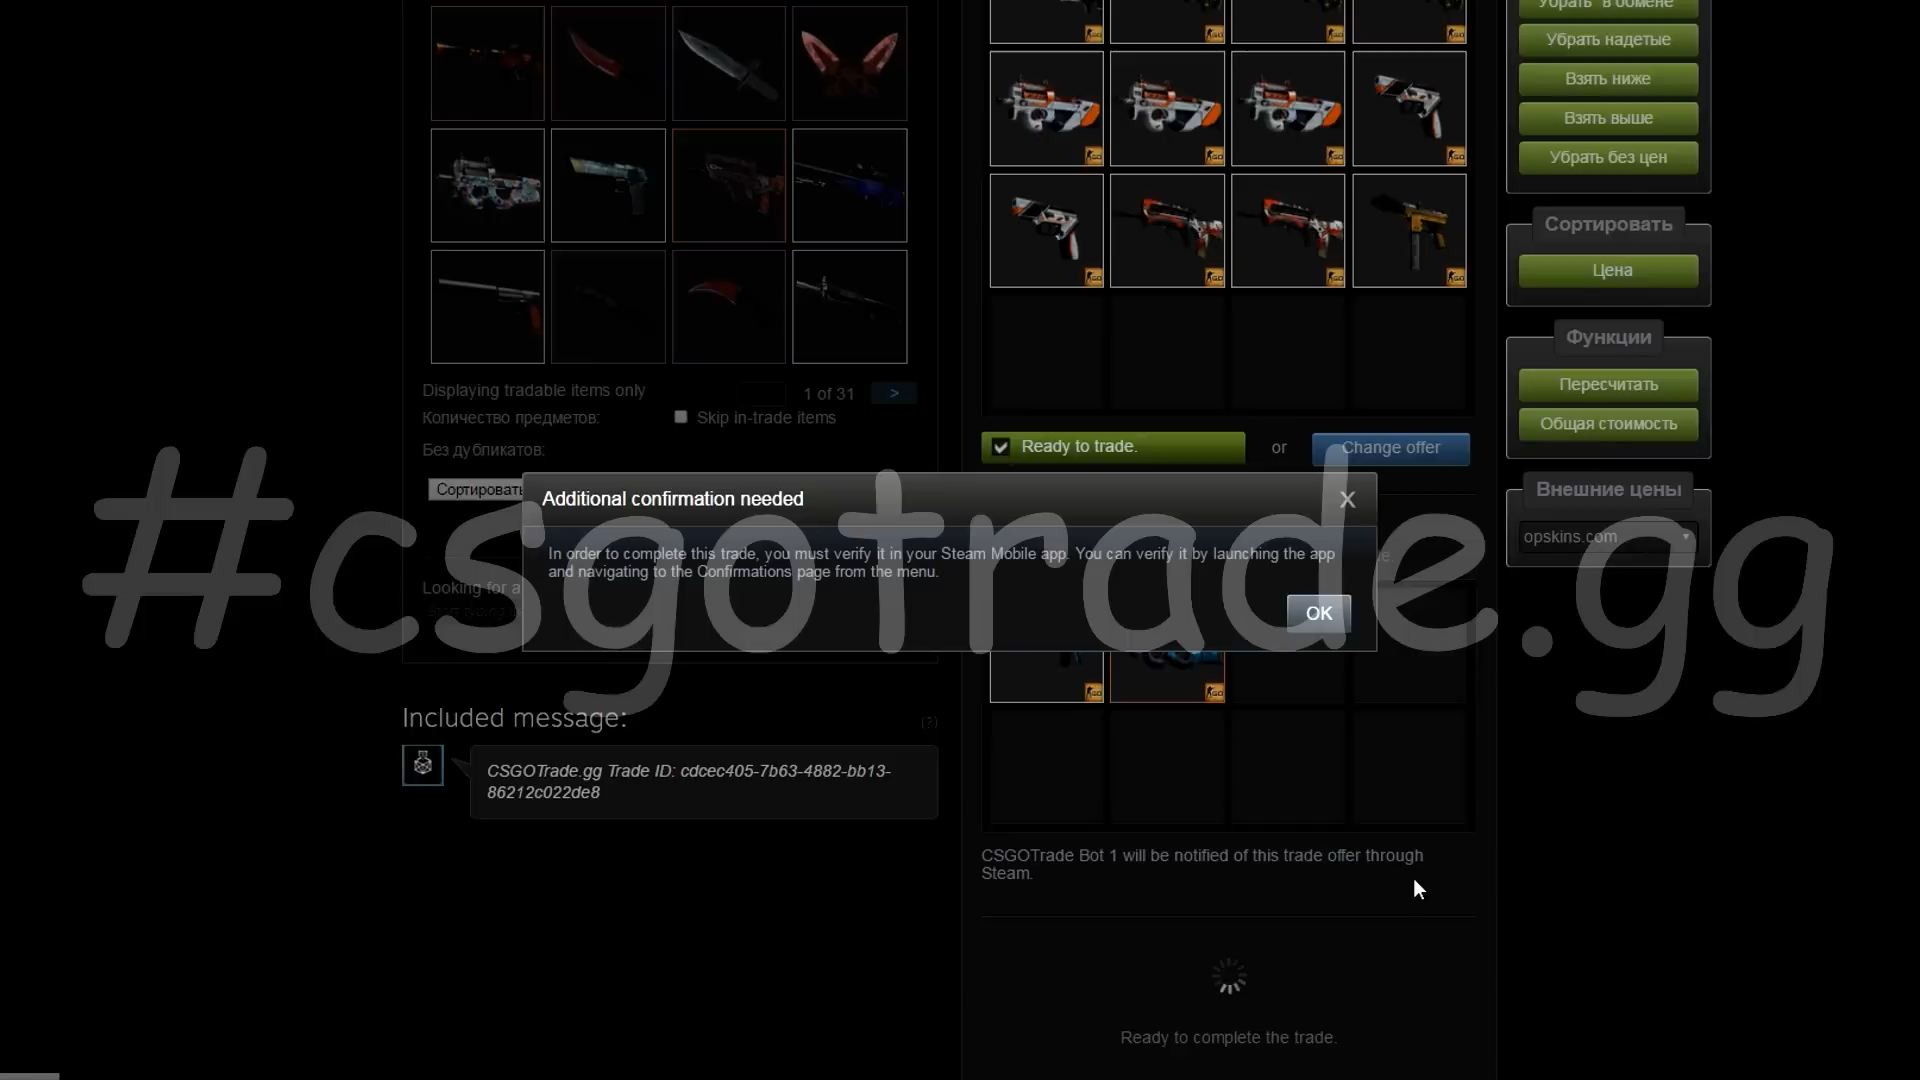 Displaying tradable items only
1 of 31
>
Количество предметов:
Skip in-trade items
Без дубликатов:
Сортировать
Looking for a
Included message:
(?)
CSGOTrade.gg Trade ID: cdcec405-7b63-4882-bb13-
86212c022de8
Ready to trade.
or
Change offer
Additional confirmation needed
X
In order to complete this trade, you must verify it in your Steam Mobile app. You can verify it by launching the app
and navigating to the Confirmations page from the menu.
OK
#csgotrade.gg
CSGOTrade Bot 1 will be notified of this trade offer through
Steam.
Ready to complete the trade.
Убрать в обмене
Убрать надетые
Взять ниже
Взять выше
Убрать без цен
Сортировать
Цена
Функции
Пересчитать
Общая стоимость
Внешние цены
opskins.com